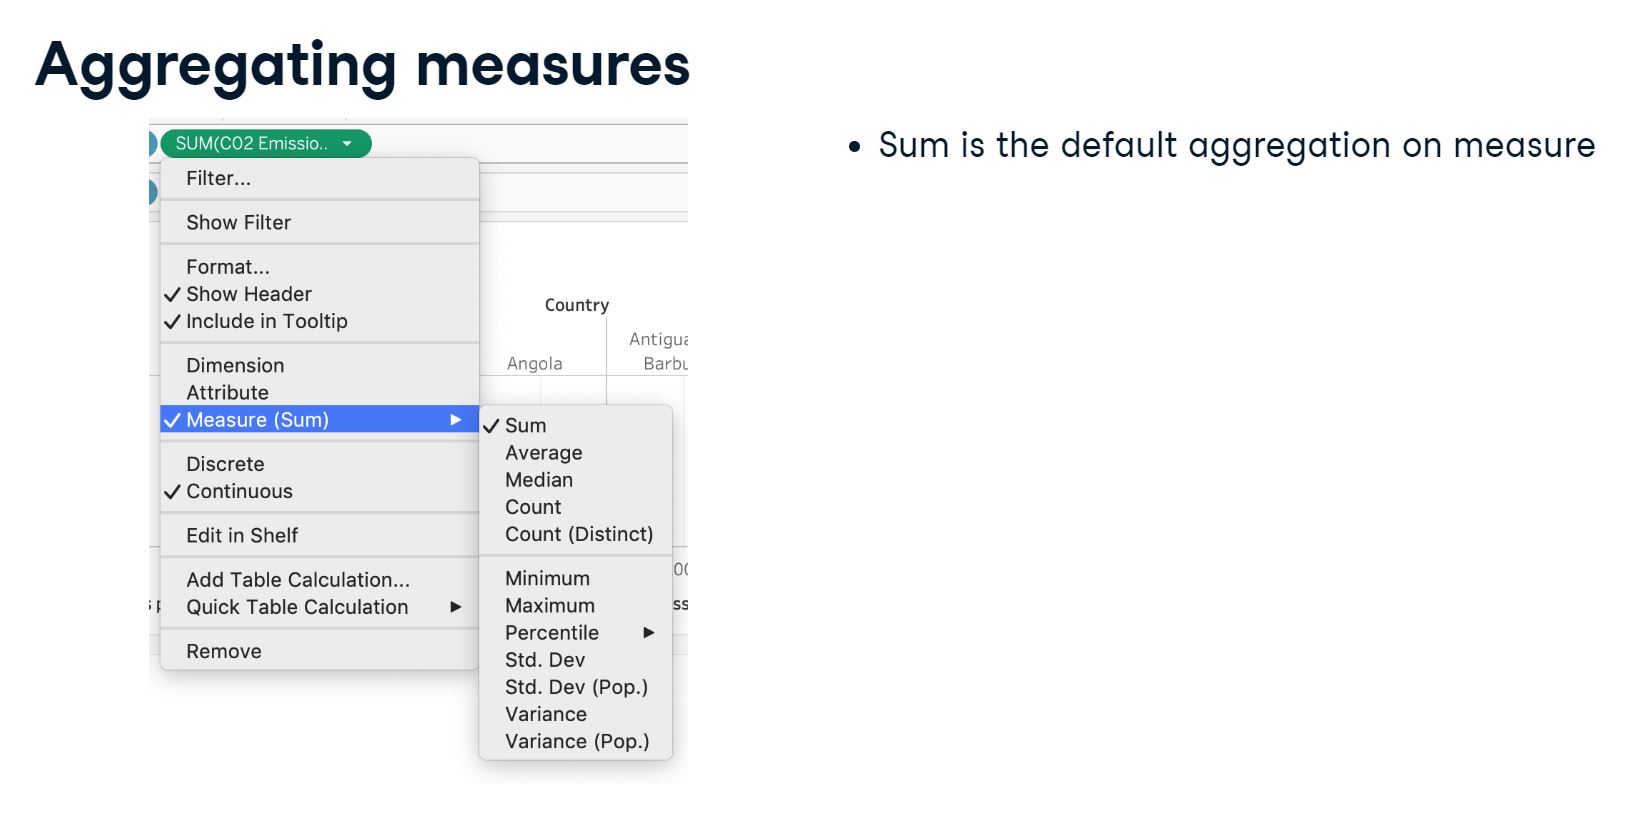 Aggregating measures
SUM(CO2 Emissio..
Filter...
Show Filter
Format...
Show Header
Include in Tooltip
Dimension
Attribute
Measure (Sum)
Discrete
Continuous
Edit in Shelf
Add Table Calculation...
Quick Table Calculation
Remove
Sum
Average
Median
Count
Count (Distinct)
Minimum
Maximum
Percentile
Std. Dev
Std. Dev (Pop.)
Variance
Variance (Pop.)
Country
Angola
• Sum is the default aggregation on measure